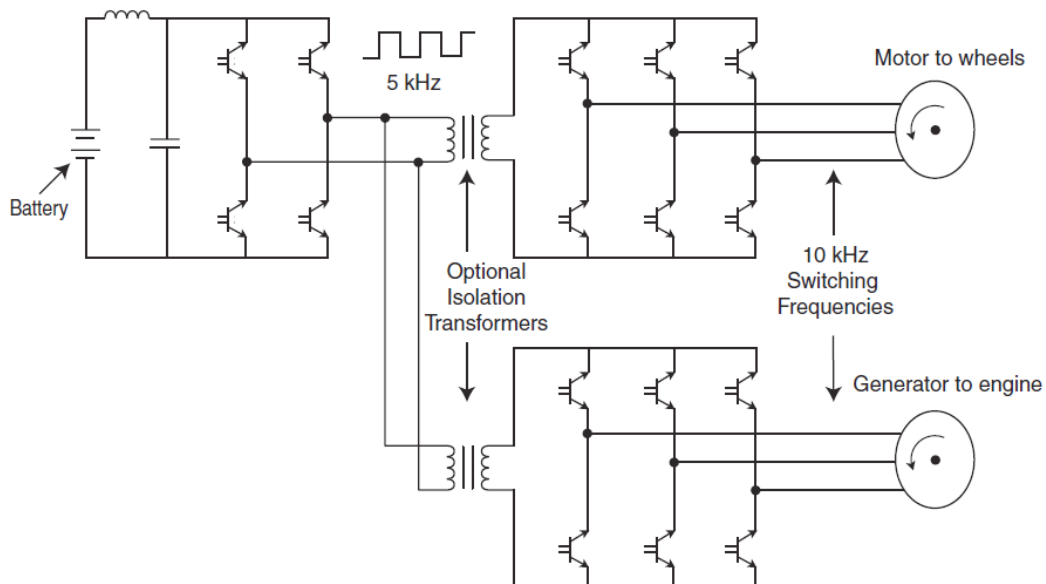 5 kHz
Motor to wheels
Battery
Optional
Isolation
Transformers
10 kHz
Switching
Frequencies
Generator to engine